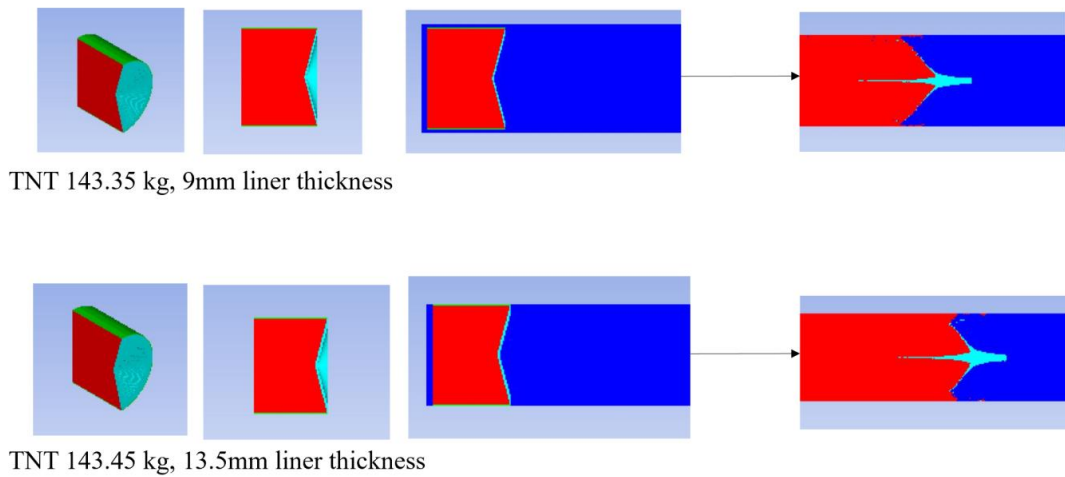 TNT 143.35 kg, 9mm liner thickness
TNT 143.45 kg, 13.5mm liner thickness